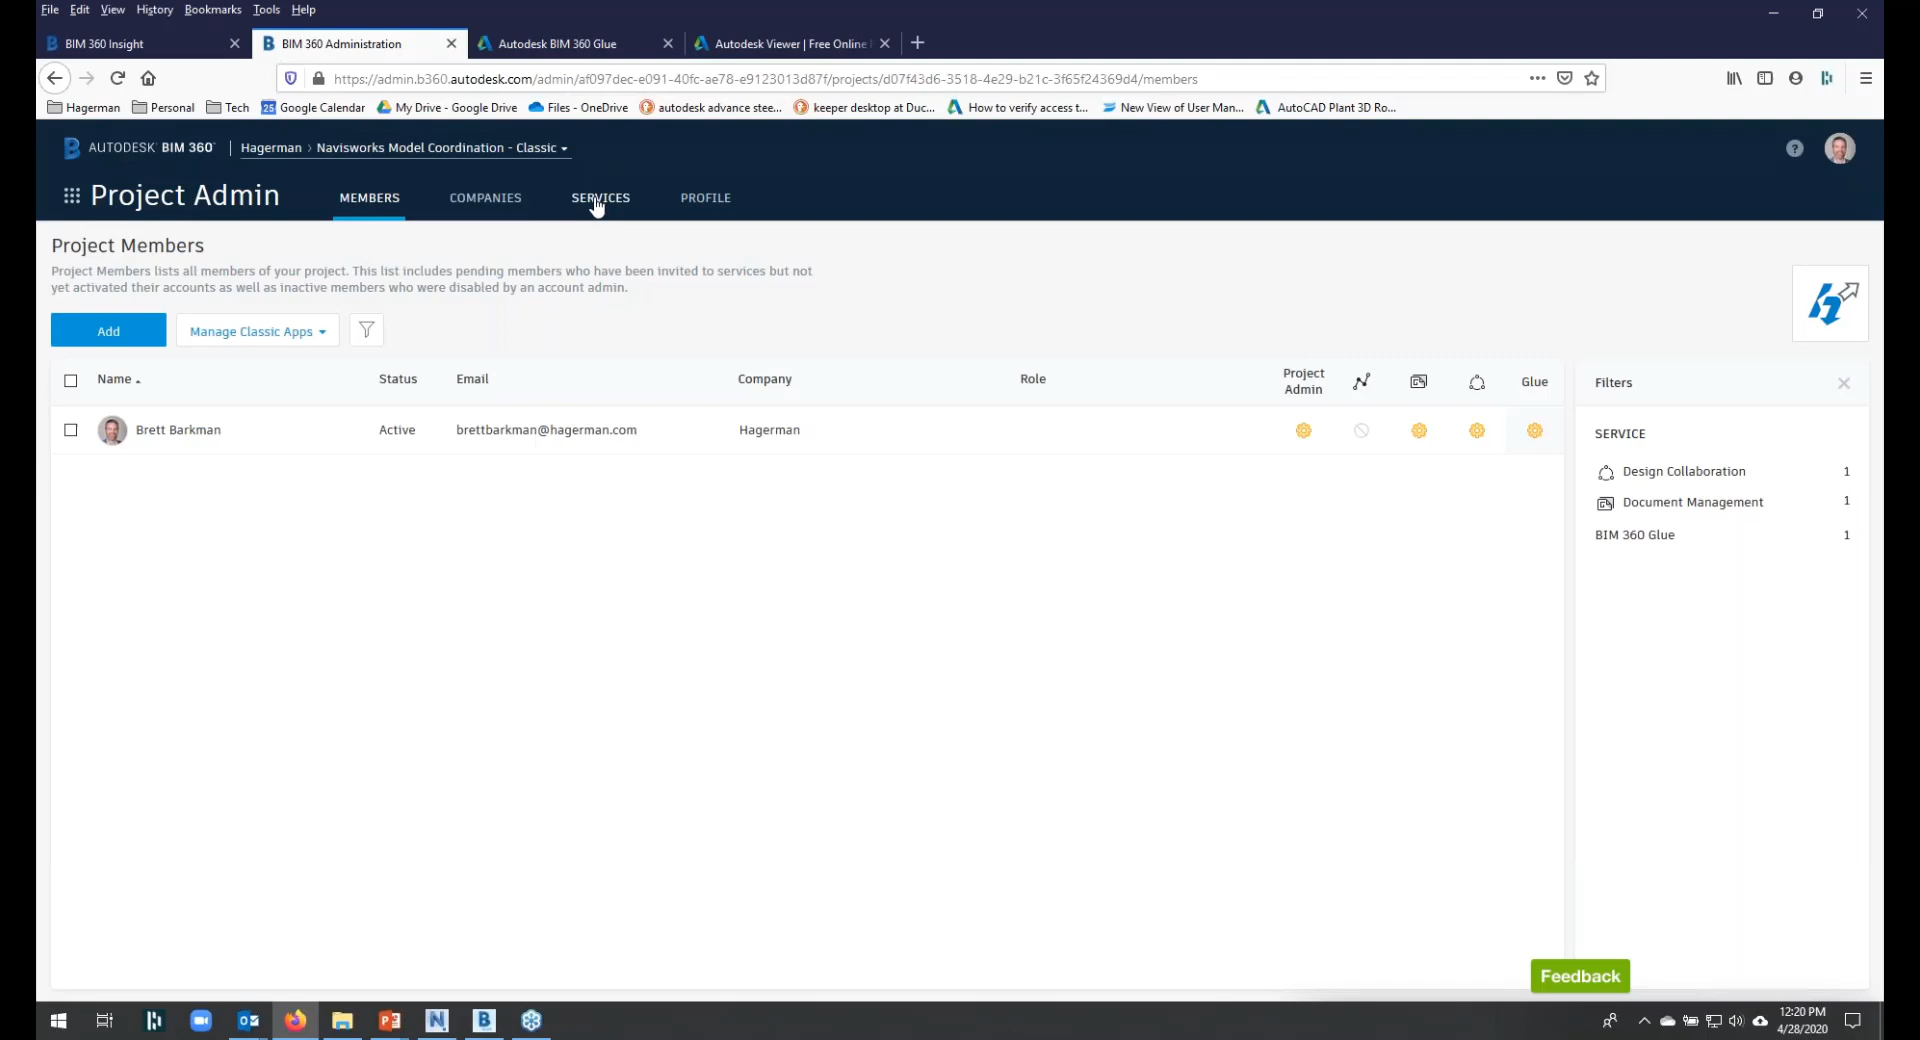 File Edit View History Bookmarks Tools Help
BIM 360 Insight
BIM 360 Administration
Autodesk BIM 360 Glue
Autodesk Viewer | Free Online
https://admin.b360.autodesk.com/admin/af097dec-e091-40fc-ae78-e9123013d87f/projects/d07f43d6-3518-4e29-b21c-3f65f24369d4/members
Hagerman Personal Tech Google Calendar My Drive - Google Drive Files - OneDrive autodesk advance stee... keeper desktop at Duc... How to verify access t... New View of User Man... AutoCAD Plant 3D Ro...
AUTODESK BIM 360 | Hagerman > Navisworks Model Coordination - Classic
Project Admin MEMBERS COMPANIES SERVICES PROFILE
Project Members
Project Members lists all members of your project. This list includes pending members who have been invited to services but not
yet activated their accounts as well as inactive members who were disabled by an account admin.
Add Manage Classic Apps
Name Status Email Company Role Project Admin Glue
Brett Barkman Active brettbarkman@hagerman.com Hagerman
Filters
SERVICE
Design Collaboration 1
Document Management 1
BIM 360 Glue 1
Feedback
12:20 PM
4/28/2020